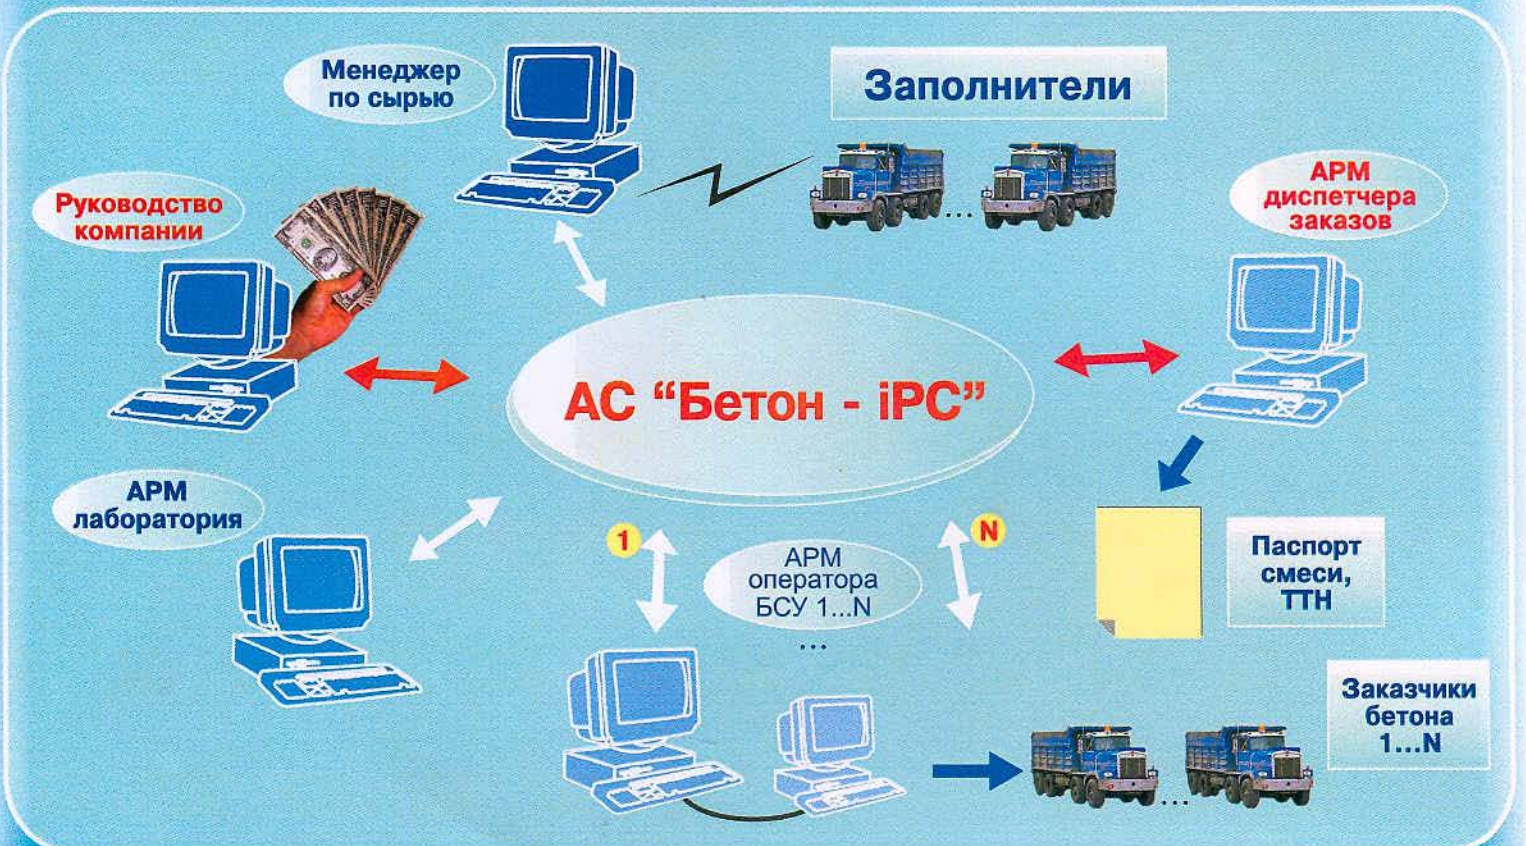 Менеджер
по сырью
Заполнители
Руководство
компании
АРМ
диспетчера
заказов
АС “Бетон - iPC”
АРМ
лаборатория
1
N
АРМ
оператора
БСУ 1...N
...
Паспорт
смеси,
ТТН
Заказчики
бетона
1...N
...
...